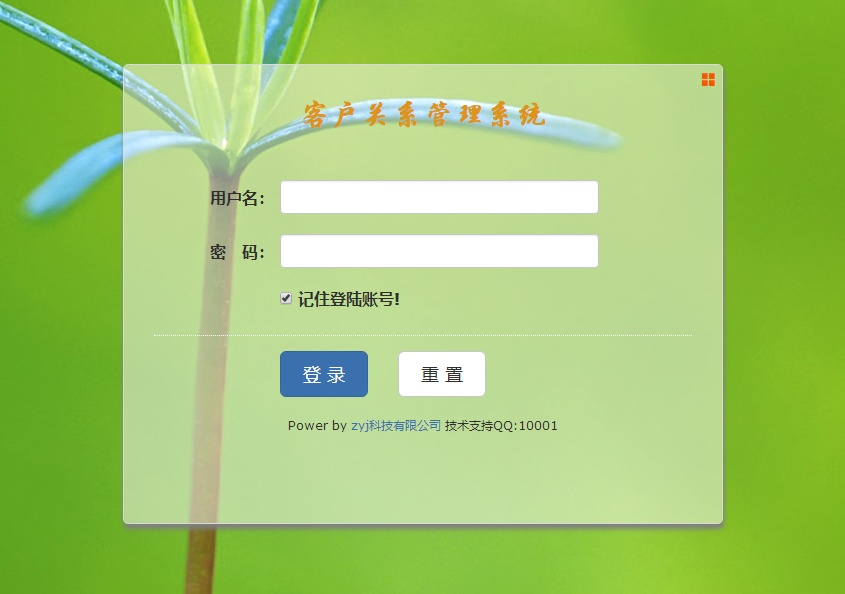 客户关系管理系统
用户名：
密 码：
记住登陆账号!
登 录 重 置
Power by zyj科技有限公司 技术支持QQ:10001